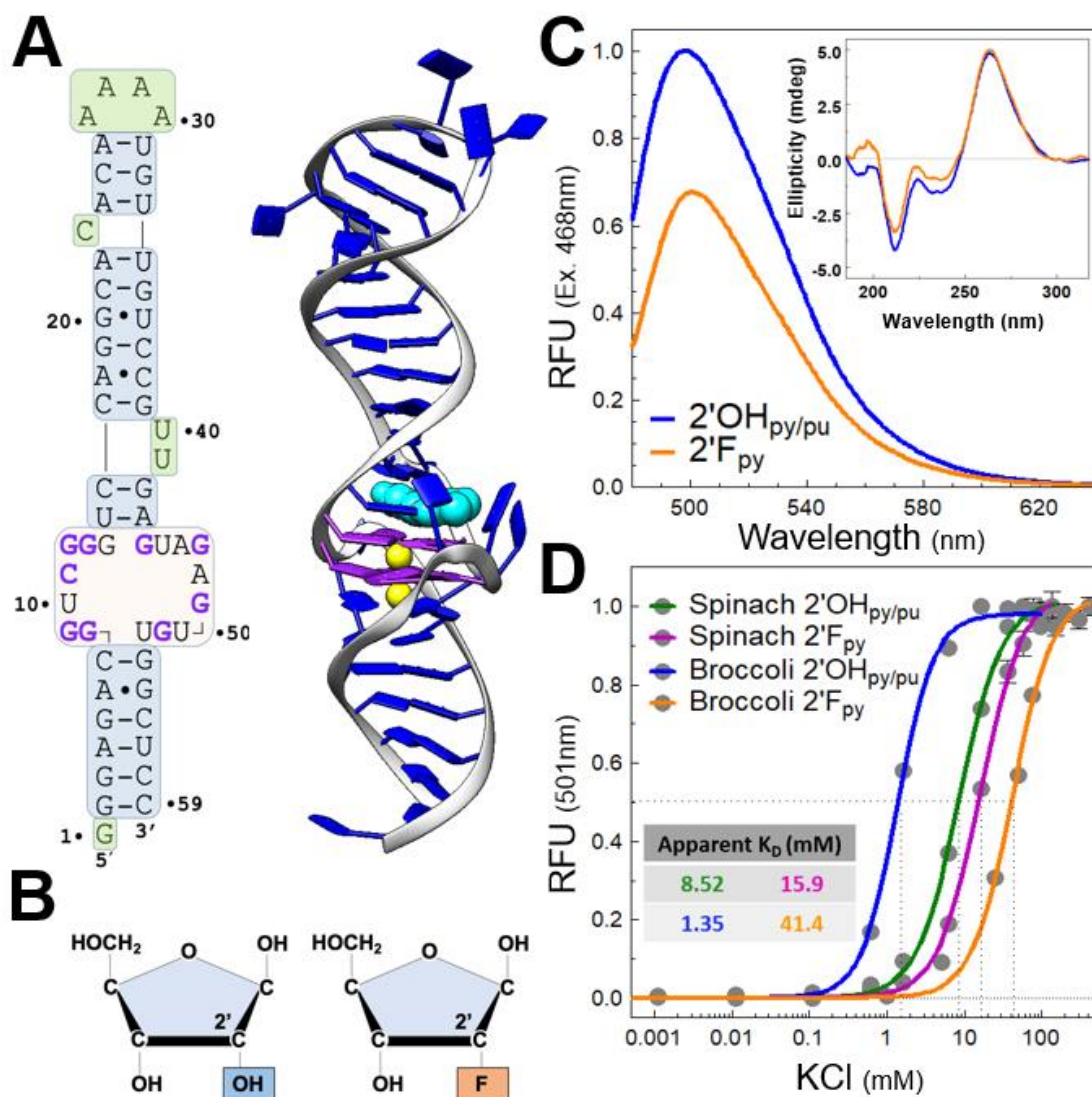 A
A A
A A •30
A–U
C–G
A–U
C
A–U
C–G
20• G•U
G–C
A•C
C–G
U •40
U
C–G
U–A
GGG GUAG
C A
10• U G
GG UGU •50
C–G
A•G
G–C
A–U
G–C
G–C •59
1• G 3′
5′
B
HOCH2 O OH
C C
2'
C C
OH OH
HOCH2 O OH
C C
2'
C C
OH F
C
RFU (Ex. 468nm)
1.0
0.8
0.6
0.4
0.2
0.0
500 540 580 620
Wavelength (nm)
2'OHpy/pu
2'Fpy
Ellipticity (mdeg)
5.0
2.5
0.0
-2.5
-5.0
200 250 300
Wavelength (nm)
D
RFU (501nm)
1.0
0.8
0.6
0.4
0.2
0.0
Spinach 2'OHpy/pu
Spinach 2'Fpy
Broccoli 2'OHpy/pu
Broccoli 2'Fpy
Apparent KD (mM)
8.52 15.9
1.35 41.4
0.001 0.01 0.1 1 10 100
KCl (mM)